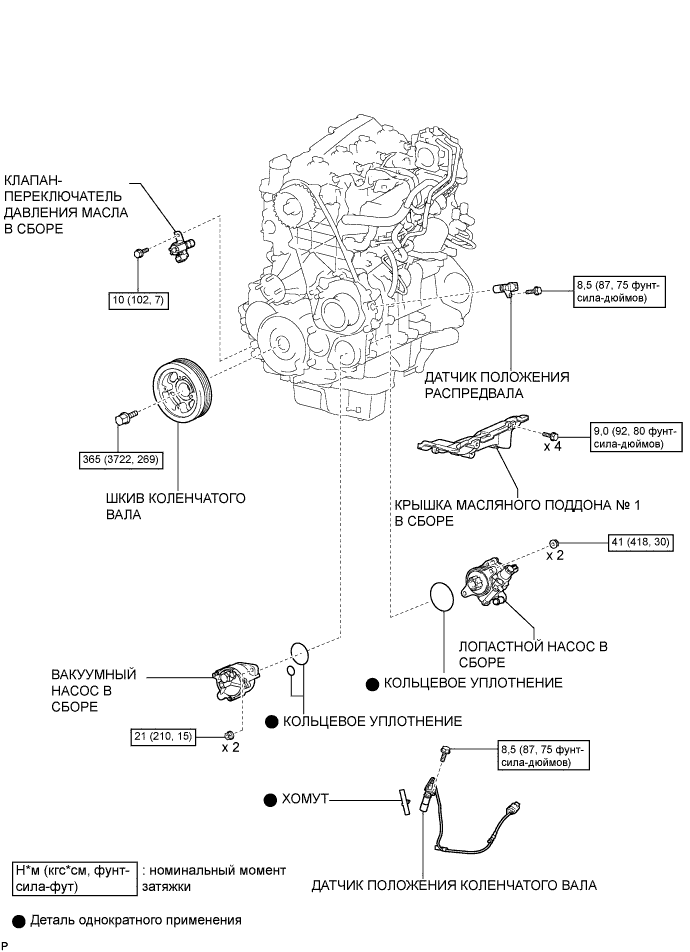 КЛАПАН-
ПЕРЕКЛЮЧАТЕЛЬ
ДАВЛЕНИЯ МАСЛА
В СБОРЕ
10 (102, 7)
8,5 (87, 75 фунт-
сила-дюймов)
ДАТЧИК ПОЛОЖЕНИЯ
РАСПРЕДВАЛА
9,0 (92, 80 фунт-
сила-дюймов)
x 4
365 (3722, 269)
ШКИВ КОЛЕНЧАТОГО
ВАЛА
КРЫШКА МАСЛЯНОГО ПОДДОНА № 1
В СБОРЕ
41 (418, 30)
x 2
ЛОПАСТНОЙ НАСОС В
СБОРЕ
КОЛЬЦЕВОЕ УПЛОТНЕНИЕ
ВАКУУМНЫЙ
НАСОС В
СБОРЕ
КОЛЬЦЕВОЕ УПЛОТНЕНИЕ
21 (210, 15)
x 2
8,5 (87, 75 фунт-
сила-дюймов)
ХОМУТ
Н*м (кгс*см, фунт-
сила-фут)
: номинальный момент
затяжки
ДАТЧИК ПОЛОЖЕНИЯ КОЛЕНЧАТОГО ВАЛА
Деталь однократного применения
P